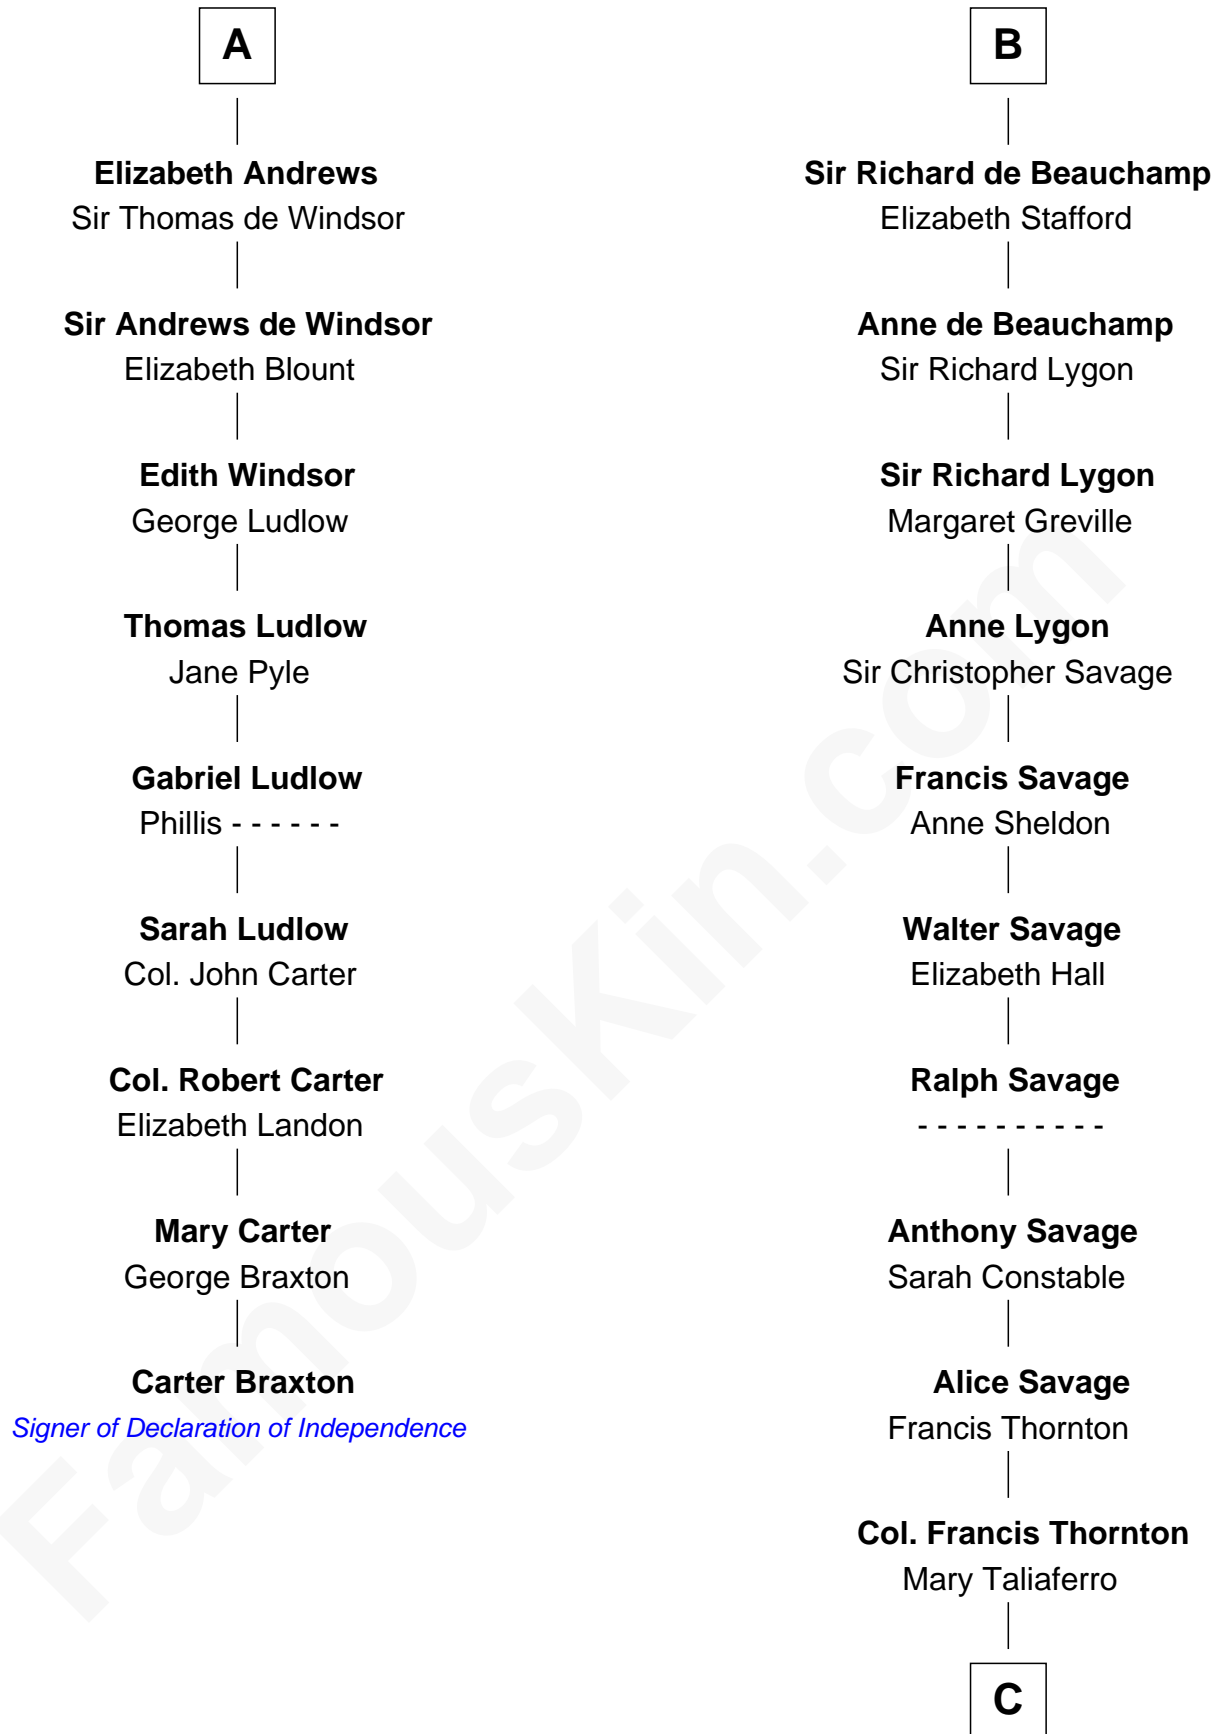 A
Elizabeth Andrews
Sir Thomas de Windsor
Sir Andrews de Windsor
Elizabeth Blount
Edith Windsor
George Ludlow
Thomas Ludlow
Jane Pyle
Gabriel Ludlow
Phillis - - - - - -
Sarah Ludlow
Col. John Carter
Col. Robert Carter
Elizabeth Landon
Mary Carter
George Braxton
Carter Braxton
Signer of Declaration of Independence
B
Sir Richard de Beauchamp
Elizabeth Stafford
Anne de Beauchamp
Sir Richard Lygon
Sir Richard Lygon
Margaret Greville
Anne Lygon
Sir Christopher Savage
Francis Savage
Anne Sheldon
Walter Savage
Elizabeth Hall
Ralph Savage
- - - - - - - - - -
Anthony Savage
Sarah Constable
Alice Savage
Francis Thornton
Col. Francis Thornton
Mary Taliaferro
C
FamousKin.com